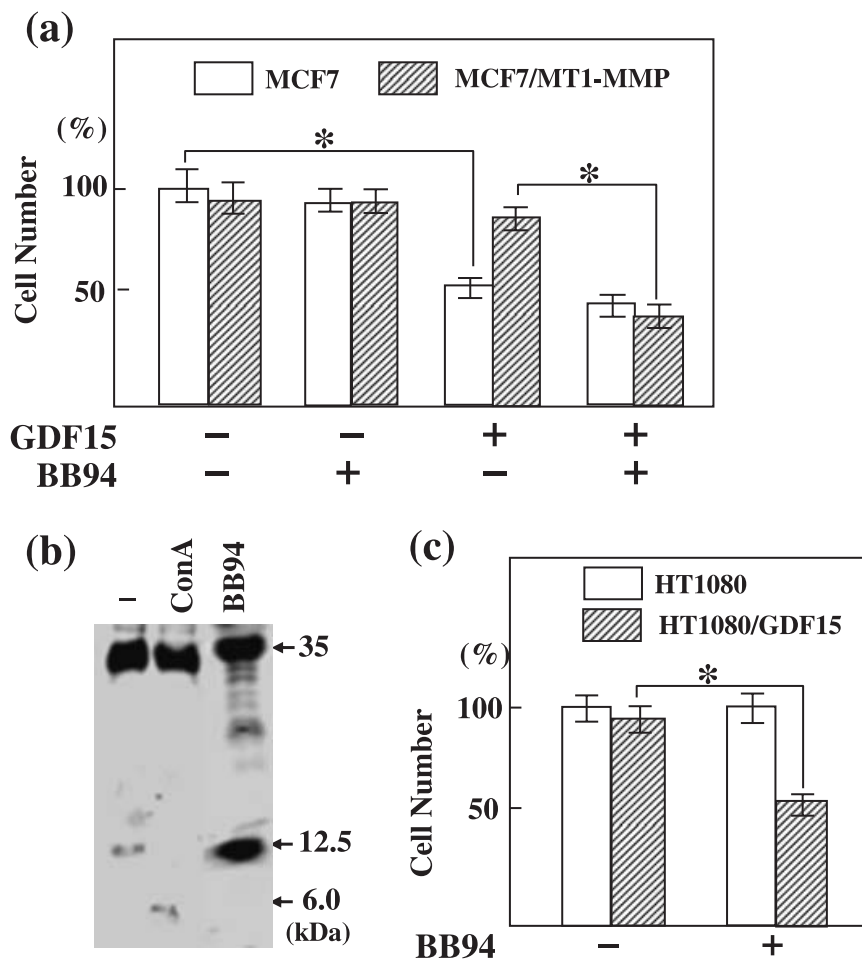 (a)
MCF7 MCF7/MT1-MMP
(%)
* *
100
50
Cell Number
GDF15 − − + +
BB94 − + − +
(b)
− ConA BB94
35
12.5
6.0
(kDa)
(c)
HT1080
HT1080/GDF15
(%)
*
100
50
Cell Number
BB94 − +